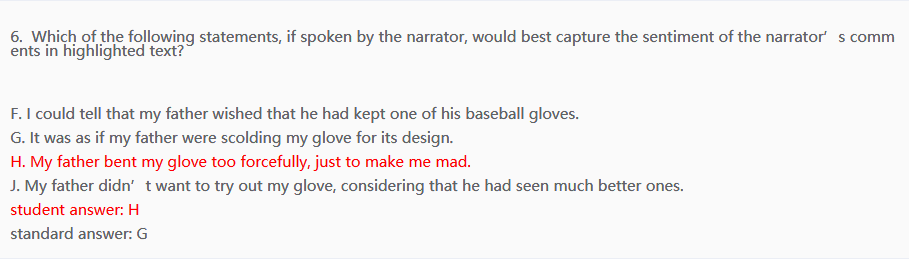 6. Which of the following statements, if spoken by the narrator, would best capture the sentiment of the narrator’ s comm
ents in highlighted text?
F. I could tell that my father wished that he had kept one of his baseball gloves.
G. It was as if my father were scolding my glove for its design.
H. My father bent my glove too forcefully, just to make me mad.
J. My father didn’ t want to try out my glove, considering that he had seen much better ones.
student answer: H
standard answer: G